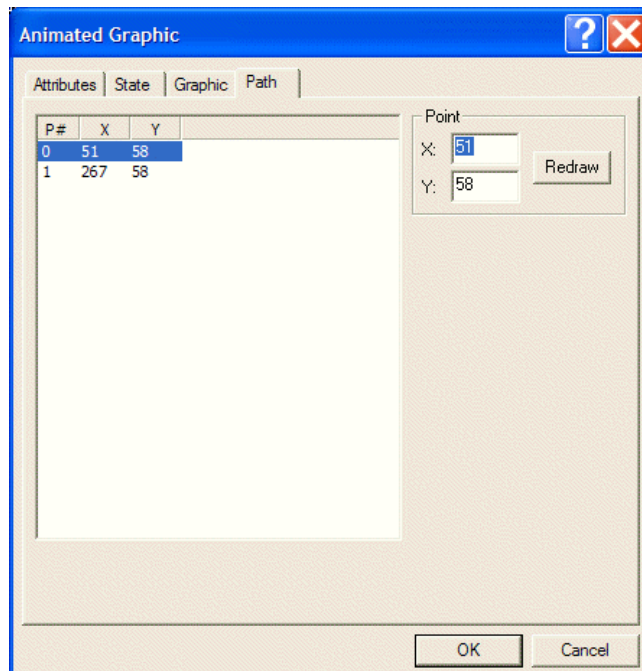 Animated Graphic
Attributes State Graphic Path
P# X Y
0 51 58
1 267 58
Point
X: 51
Y: 58
Redraw
OK Cancel